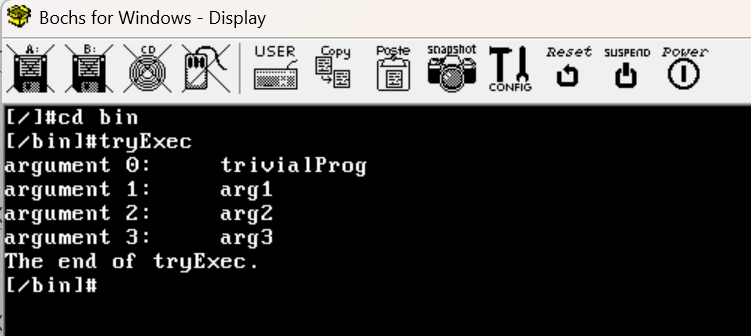 Bochs for Windows - Display
A: B: CD USER Copy Paste snapshot CONFIG Reset SUSPEND Power
[/]#cd bin
[/bin]#tryExec
argument 0: trivialProg
argument 1: arg1
argument 2: arg2
argument 3: arg3
The end of tryExec.
[/bin]#